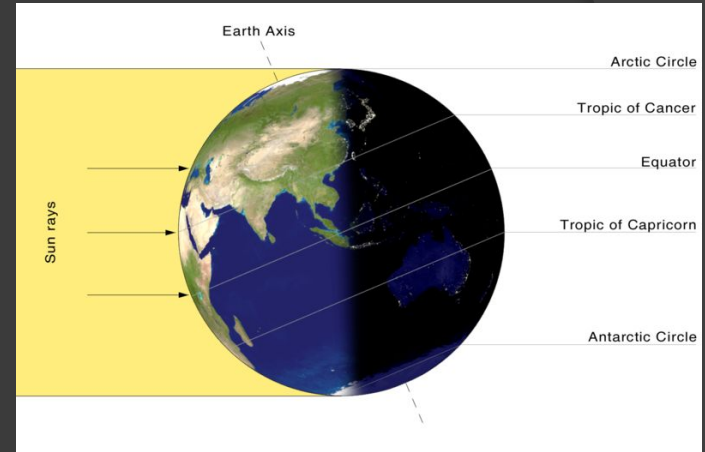 Earth Axis
Arctic Circle
Tropic of Cancer
Equator
Tropic of Capricorn
Antarctic Circle
Sun rays